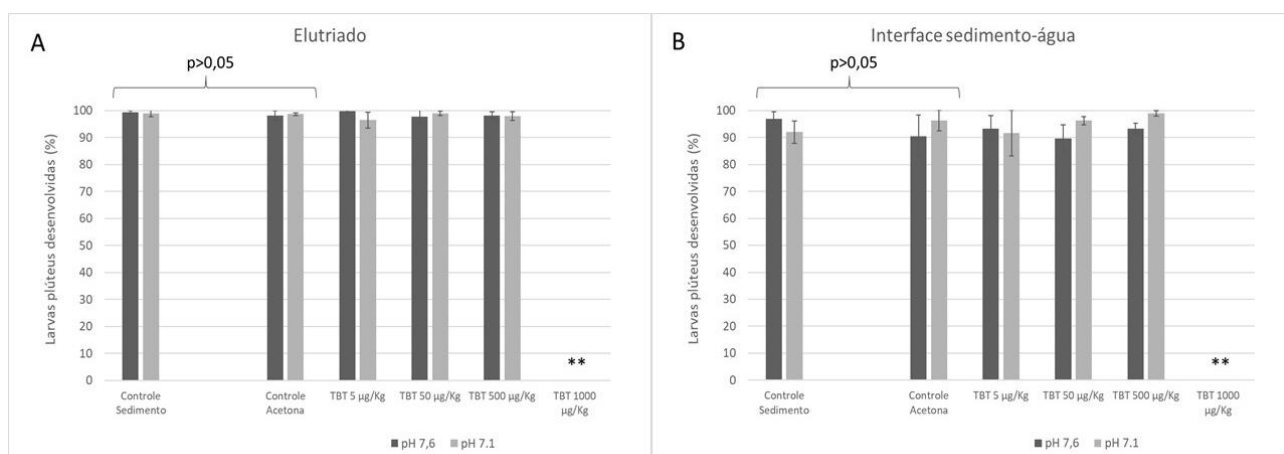 A
Elutriado
p>0,05
Larvas plúteus desenvolvidas (%)
100
90
80
70
60
50
40
30
20
10
0
**
Controle
Sedimento
Controle
Acetona
TBT 5 µg/Kg
TBT 50 µg/Kg
TBT 500 µg/Kg
TBT 1000
µg/Kg
pH 7,6
pH 7.1
B
Interface sedimento-água
p>0,05
Larvas plúteus desenvolvidas (%)
100
90
80
70
60
50
40
30
20
10
0
**
Controle
Sedimento
Controle
Acetona
TBT 5 µg/Kg
TBT 50 µg/Kg
TBT 500 µg/Kg
TBT 1000
µg/Kg
pH 7,6
pH 7.1